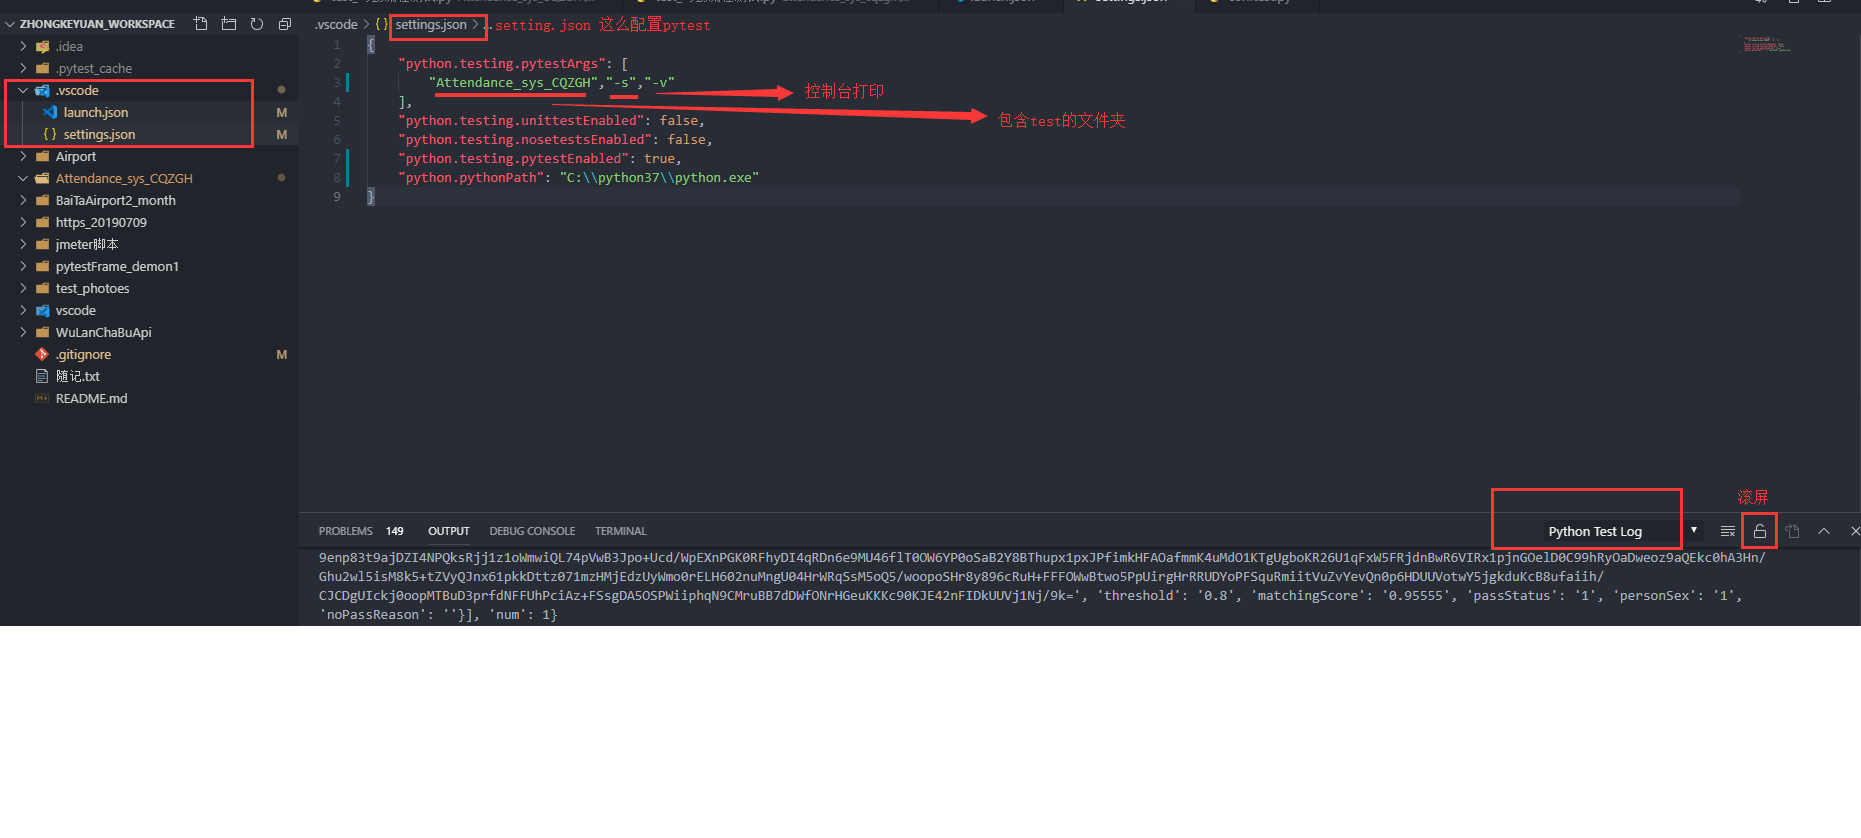 ZHONGKEYUAN_WORKSPACE
.idea
.pytest_cache
.vscode
launch.json M
settings.json M
Airport
Attendance_sys_CQZGH
BaiTaAirport2_month
https_20190709
jmeter脚本
pytestFrame_demon1
test_photoes
vscode
WuLanChaBuApi
.gitignore M
随记.txt
README.md
.vscode > {} settings.json > ... setting.json 这么配置pytest
1 {
2 "python.testing.pytestArgs": [
3 "Attendance_sys_CQZGH","-s","-v"
控制台打印
4 ],
5 "python.testing.unittestEnabled": false,
包含test的文件夹
6 "python.testing.nosetestsEnabled": false,
7 "python.testing.pytestEnabled": true,
8 "python.pythonPath": "C:\\python37\\python.exe"
9 }
滚屏
PROBLEMS 149 OUTPUT DEBUG CONSOLE TERMINAL Python Test Log
9enp83t9ajDZI4NPQksRjj1z1oWmwiQL74pVwB3Jpo+Ucd/WpEXnPGK0RFhyDI4qRDn6e9MU46flT0OW6YP0oSaB2Y8BThupx1pxJPfimkHFAOafmmK4uMdO1KTgUgboKR26U1qFxW5FRjdnBwR6VIRx1pjnGOelD0C99hRyOaDweoz9aQEkc0hA3Hn/
Ghu2wl5isM8k5+tZVyQJnx61pkkDttz071mzHMjEdzUyWmo0rELH602nuMngU04HrWRqSsM5oQ5/woopoSHr8y896cRuH+FFFOWwBtwo5PpUirgHrRRUDYoPFSquRmiitVuZvYevQn0p6HDUUVotwY5jgkduKcB8ufaiih/
CJCDgUIckj0oopMTBuD3prfdNFFUhPciAz+FSsgDA5OSPWiiphqN9CMruBB7dDWfONrHGeuKKKc90KJE42nFIDkUUVj1Nj/9k=', 'threshold': '0.8', 'matchingScore': '0.95555', 'passStatus': '1', 'personSex': '1',
'noPassReason': ''}], 'num': 1}